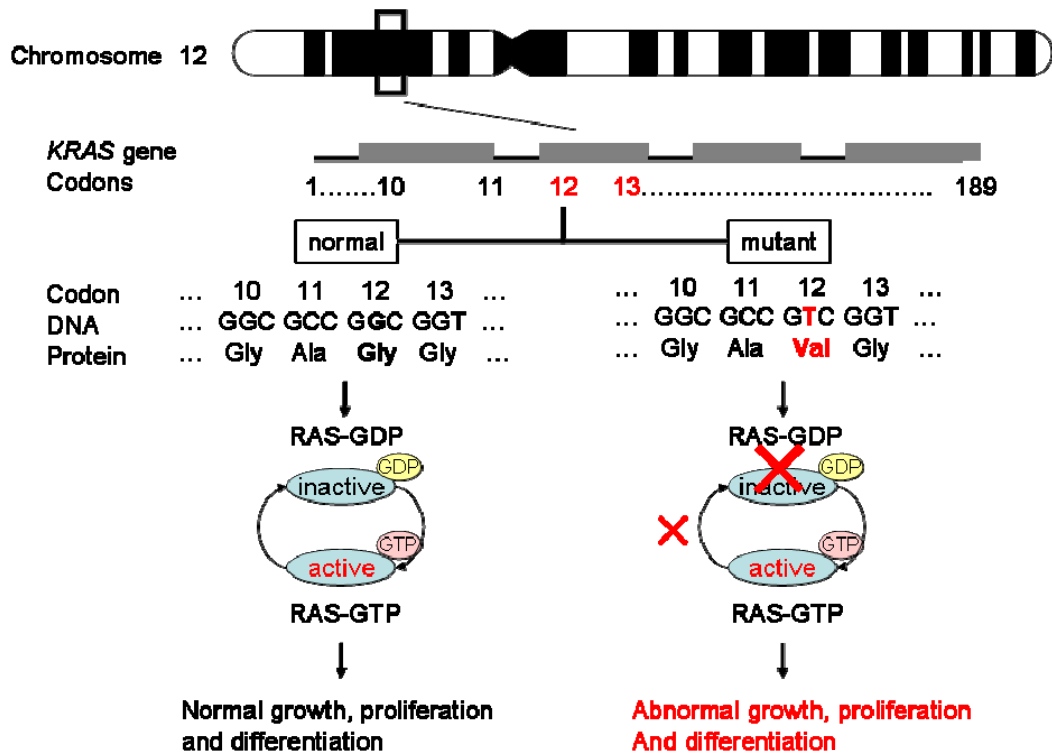 Chromosome 12
KRAS gene
Codons 1.......10 11 12 13................................ 189
normal mutant
Codon ... 10 11 12 13 ... ... 10 11 12 13 ...
DNA ... GGC GCC GGC GGT ... ... GGC GCC GTC GGT ...
Protein ... Gly Ala Gly Gly ... ... Gly Ala Val Gly ...
RAS-GDP RAS-GDP
GDP GDP
inactive inactive
GTP GTP
active active
RAS-GTP RAS-GTP
Normal growth, proliferation Abnormal growth, proliferation
and differentiation And differentiation